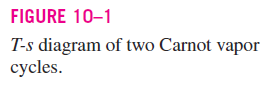 FIGURE 10–1
T-s diagram of two Carnot vapor
cycles.